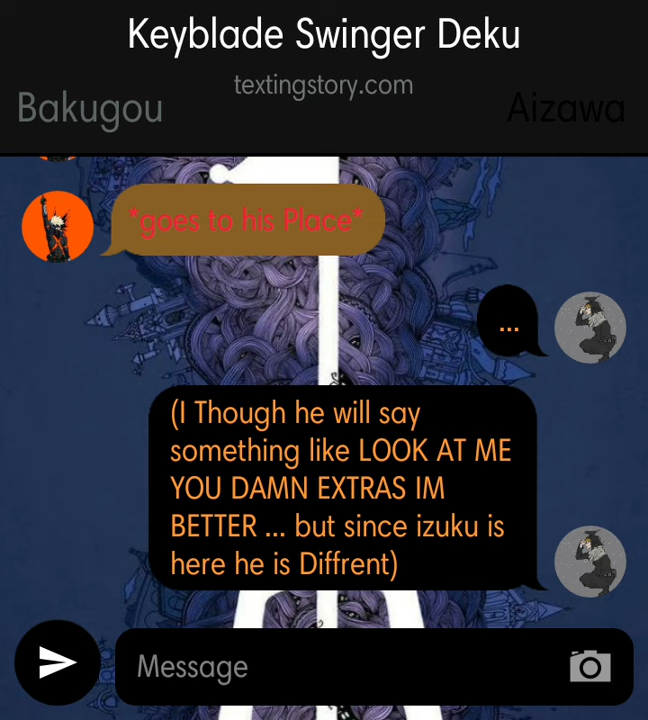 Keyblade Swinger Deku
textingstory.com
Bakugou
Aizawa
*goes to his Place*
...
(I Though he will say
something like LOOK AT ME
YOU DAMN EXTRAS IM
BETTER ... but since izuku is
here he is Diffrent)
Message